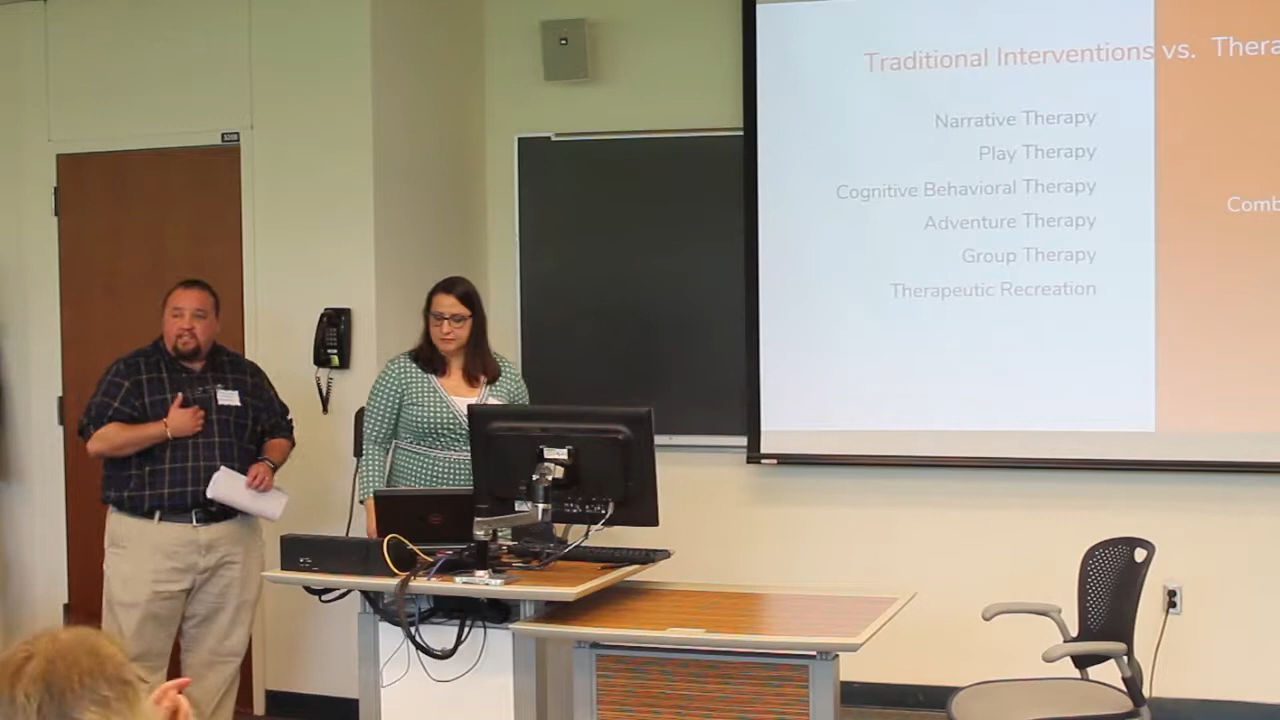 Traditional Interventions vs. Thera
Narrative Therapy
Play Therapy
Cognitive Behavioral Therapy
Comb
Adventure Therapy
Group Therapy
Therapeutic Recreation